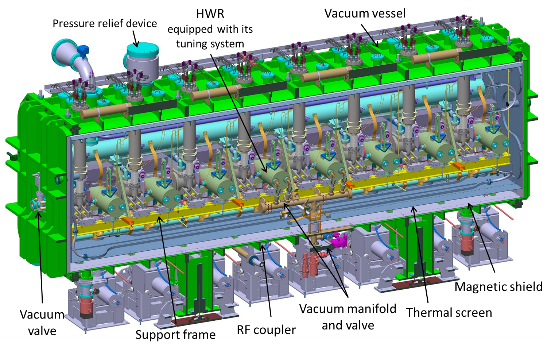 Pressure relief device
HWR
equipped with its
tuning system
Vacuum vessel
Vacuum
valve
Support frame
RF coupler
Vacuum manifold
and valve
Thermal screen
Magnetic shield